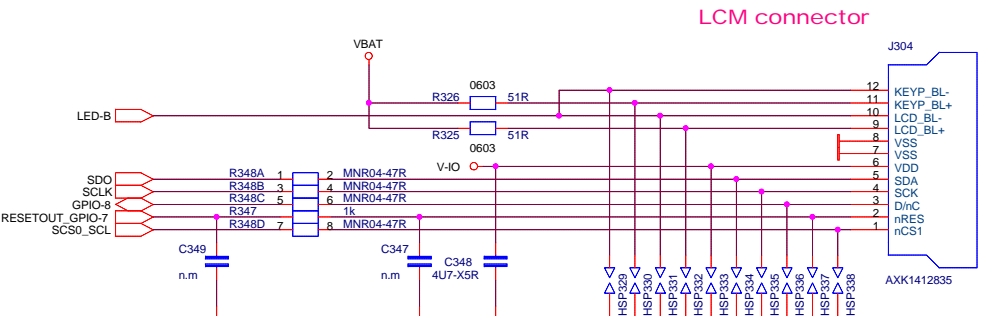 LCM connector
J304
VBAT
0603
R326 51R
LED-B
R325 51R
0603
V-IO
12 KEYP_BL-
11 KEYP_BL+
10 LCD_BL-
9 LCD_BL+
8 VSS
7 VSS
6 VDD
5 SDA
4 SCK
3 D/nC
2 nRES
1 nCS1
SDO R348A 1 2 MNR04-47R
SCLK R348B 3 4 MNR04-47R
GPIO-8 R348C 5 6 MNR04-47R
RESETOUT_GPIO-7 R347 1k
SCS0_SCL R348D 7 8 MNR04-47R
C349
n.m
C347
n.m
C348
4U7-X5R
HSP329
HSP330
HSP331
HSP332
HSP333
HSP334
HSP335
HSP336
HSP337
HSP338
AXK1412835